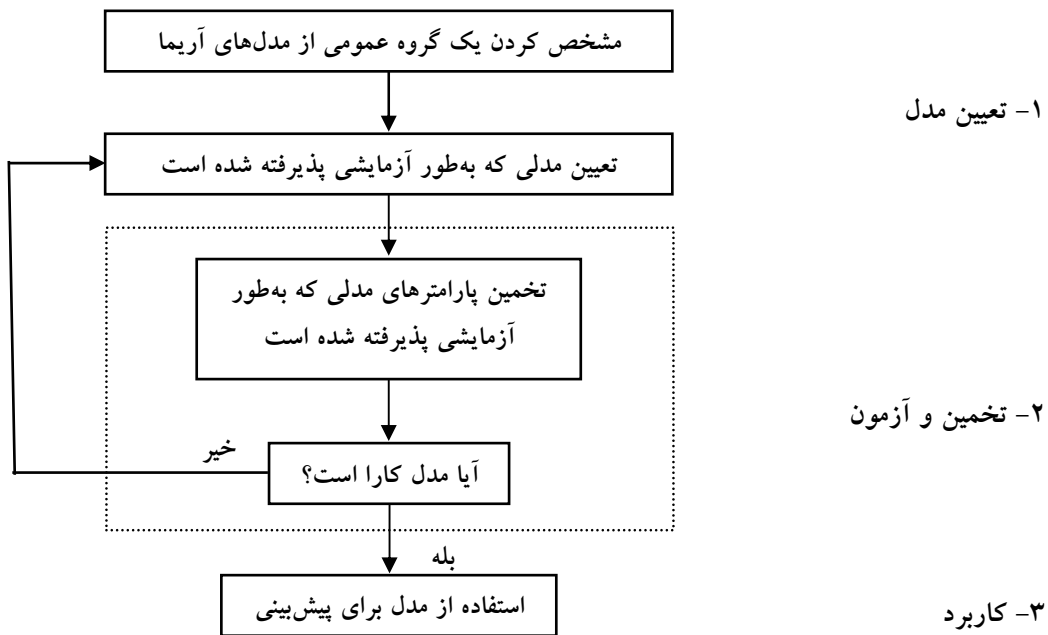 مشخص کردن یک گروه عمومی از مدل‌های آریما
۱- تعیین مدل
تعیین مدلی که به‌طور آزمایشی پذیرفته شده است
تخمین پارامترهای مدلی که به‌طور
آزمایشی پذیرفته شده است
۲- تخمین و آزمون
خیر
آیا مدل کارا است؟
بله
استفاده از مدل برای پیش‌بینی
۳- کاربرد